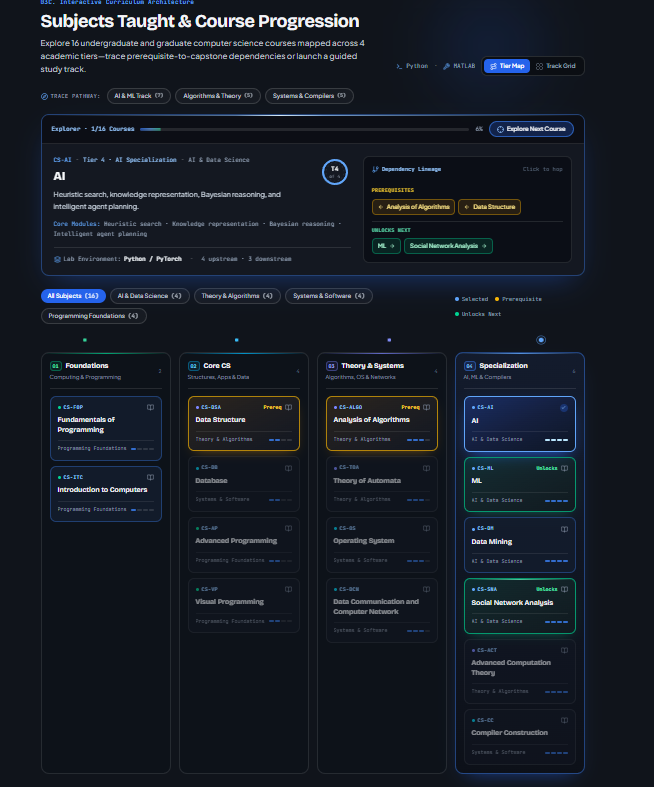 03C. Interactive Curriculum Architecture
Subjects Taught & Course Progression
Explore 16 undergraduate and graduate computer science courses mapped across 4
academic tiers—trace prerequisite-to-capstone dependencies or launch a guided
study track.
Python · MATLAB
Tier Map
Track Grid
TRACE PATHWAY:
AI & ML Track (7)
Algorithms & Theory (5)
Systems & Compilers (5)
Explorer · 1/16 Courses
6%
Explore Next Course
CS-AI · Tier 4 · AI Specialization · AI & Data Science
AI
Heuristic search, knowledge representation, Bayesian reasoning, and
intelligent agent planning.
Core Modules: Heuristic search · Knowledge representation · Bayesian reasoning ·
Intelligent agent planning
Lab Environment: Python / PyTorch · 4 upstream · 3 downstream
T4
Dependency Lineage
Click to hop
PREREQUISITES
← Analysis of Algorithms
← Data Structure
UNLOCKS NEXT
ML →
Social Network Analysis →
All Subjects (16)
AI & Data Science (4)
Theory & Algorithms (4)
Systems & Software (4)
Programming Foundations (4)
Selected
Prerequisite
Unlocks Next
01 Foundations
Computing & Programming
2
CS-FOP
Fundamentals of
Programming
Programming Foundations
CS-ITC
Introduction to Computers
Programming Foundations
02 Core CS
Structures, Apps & Data
4
CS-DSA
Prereq
Data Structure
Theory & Algorithms
CS-DB
Database
Systems & Software
CS-AP
Advanced Programming
Programming Foundations
CS-VP
Visual Programming
Programming Foundations
03 Theory & Systems
Algorithms, OS & Networks
4
CS-ALGO
Prereq
Analysis of Algorithms
Theory & Algorithms
CS-TOA
Theory of Automata
Theory & Algorithms
CS-OS
Operating System
Systems & Software
CS-DCN
Data Communication and
Computer Network
Systems & Software
04 Specialization
AI, ML & Compilers
6
CS-AI
AI
AI & Data Science
CS-ML
Unlocks
ML
AI & Data Science
CS-DM
Data Mining
AI & Data Science
CS-SNA
Unlocks
Social Network Analysis
AI & Data Science
CS-ACT
Advanced Computation
Theory
Theory & Algorithms
CS-CC
Compiler Construction
Systems & Software